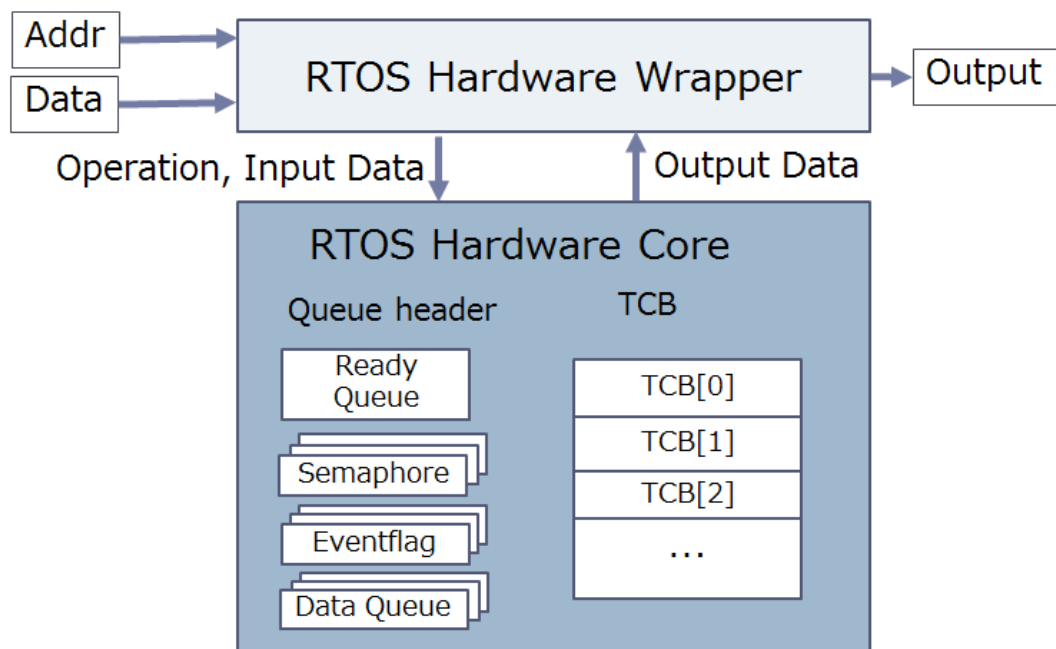 Addr
Data
RTOS Hardware Wrapper
Output
Operation, Input Data
Output Data
RTOS Hardware Core
Queue header
TCB
Ready
Queue
Semaphore
Eventflag
Data Queue
TCB[0]
TCB[1]
TCB[2]
...